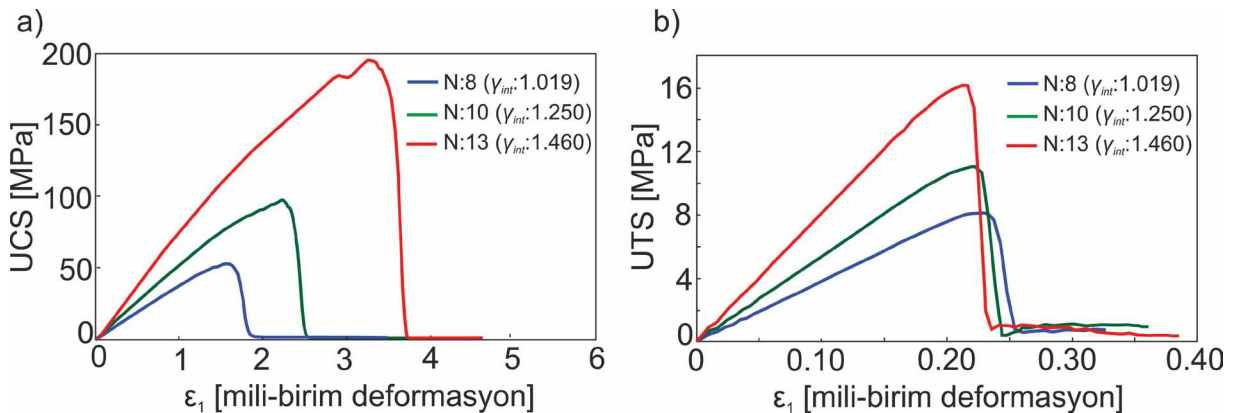 a)
200
150
100
50
0
UCS [MPa]
N:8 (γint:1.019)
N:10 (γint:1.250)
N:13 (γint:1.460)
0 1 2 3 4 5 6
ε1 [mili-birim deformasyon]
b)
16
12
8
4
0
UTS [MPa]
N:8 (γint:1.019)
N:10 (γint:1.250)
N:13 (γint:1.460)
0 0.10 0.20 0.30 0.40
ε1 [mili-birim deformasyon]